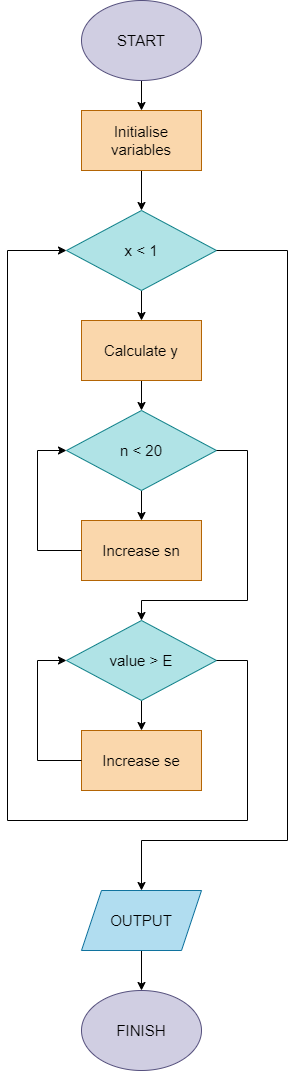 START
Initialise
variables
x < 1
Calculate y
n < 20
Increase sn
value > E
Increase se
OUTPUT
FINISH